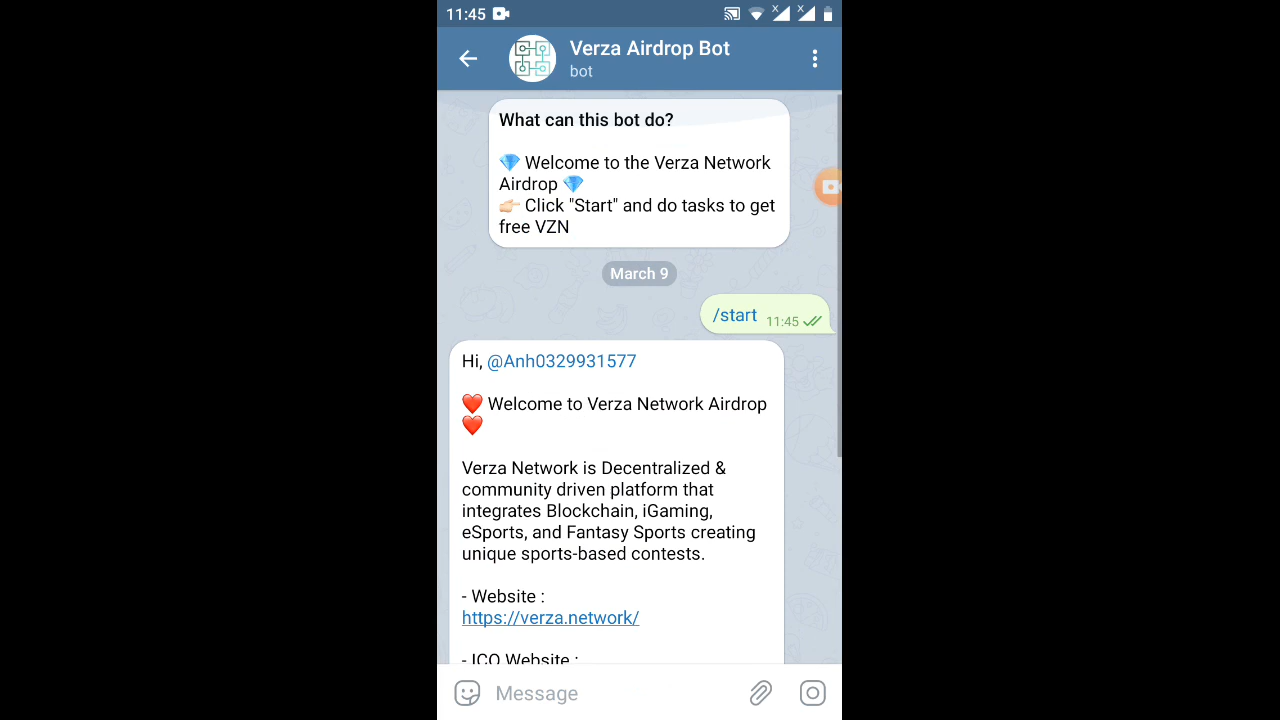 11:45
Verza Airdrop Bot
bot
What can this bot do?
💎 Welcome to the Verza Network
Airdrop 💎
👉🏻 Click "Start" and do tasks to get
free VZN
March 9
/start 11:45
Hi, @Anh0329931577
❤️ Welcome to Verza Network Airdrop
❤️
Verza Network is Decentralized &
community driven platform that
integrates Blockchain, iGaming,
eSports, and Fantasy Sports creating
unique sports-based contests.
- Website :
https://verza.network/
- ICO Website :
Message